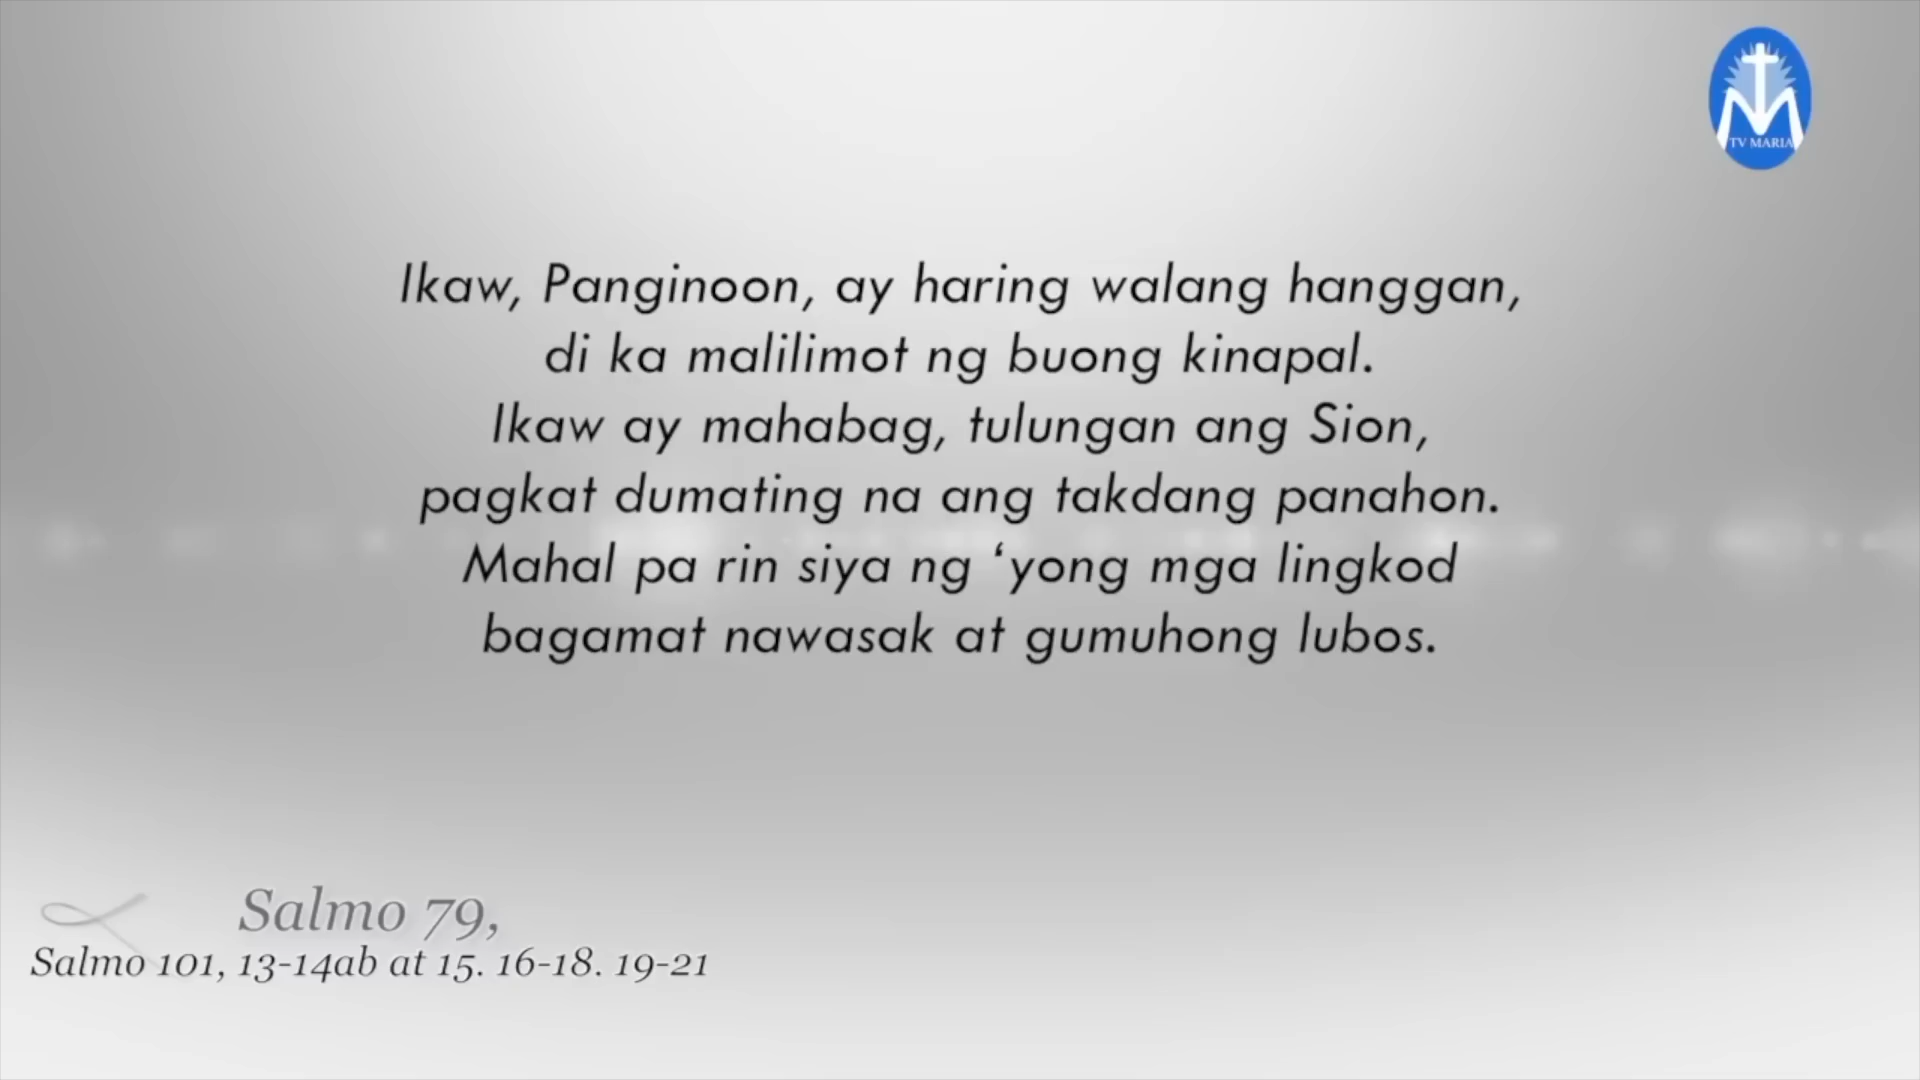 TV MARIA
Ikaw, Panginoon, ay haring walang hanggan,
di ka malilimot ng buong kinapal.
Ikaw ay mahabag, tulungan ang Sion,
pagkat dumating na ang takdang panahon.
Mahal pa rin siya ng ‘yong mga lingkod
bagamat nawasak at gumuhong lubos.
Salmo 79,
Salmo 101, 13-14ab at 15. 16-18. 19-21